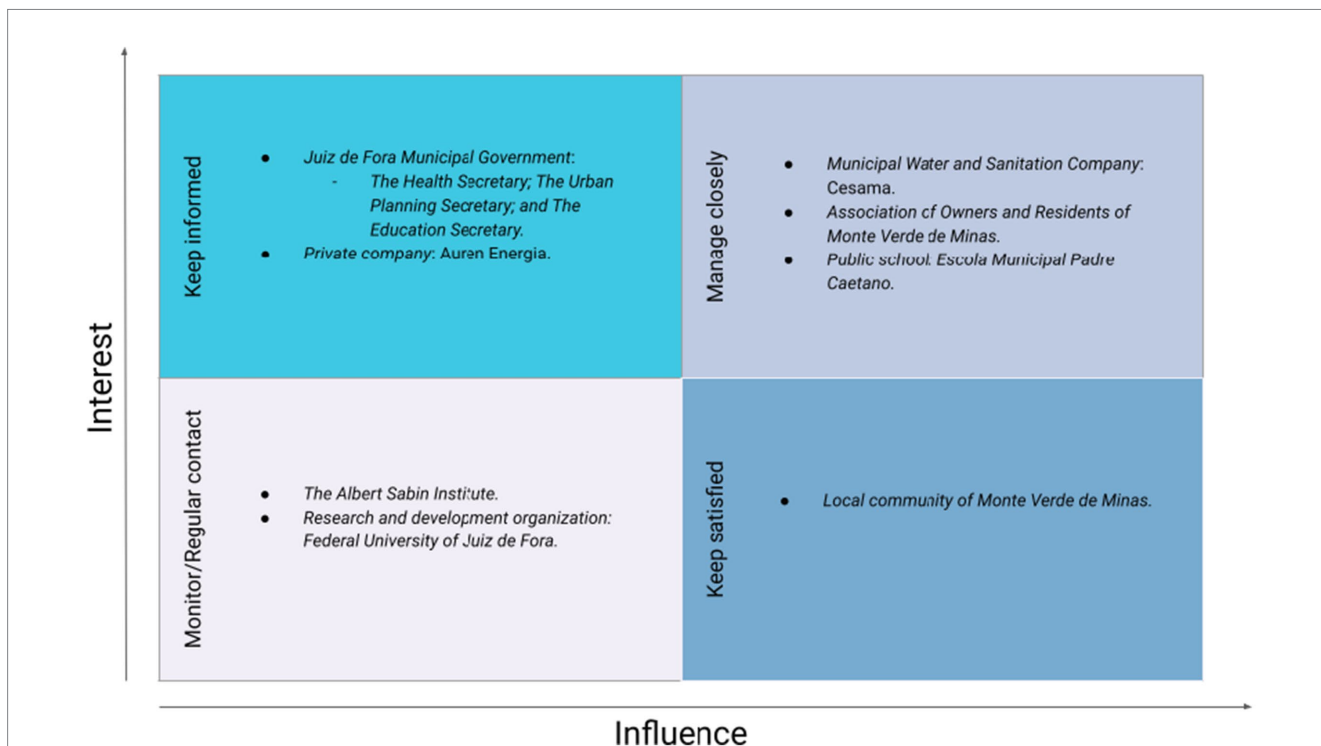 Interest
Keep informed
● Juiz de Fora Municipal Government:
- The Health Secretary; The Urban
Planning Secretary; and The
Education Secretary.
● Private company: Auren Energia.
Manage closely
● Municipal Water and Sanitation Company:
Cesama.
● Association of Owners and Residents of
Monte Verde de Minas.
● Public school: Escola Municipal Padre
Caetano.
Monitor/Regular contact
● The Albert Sabin Institute.
● Research and development organization:
Federal University of Juiz de Fora.
Keep satisfied
● Local community of Monte Verde de Minas.
Influence